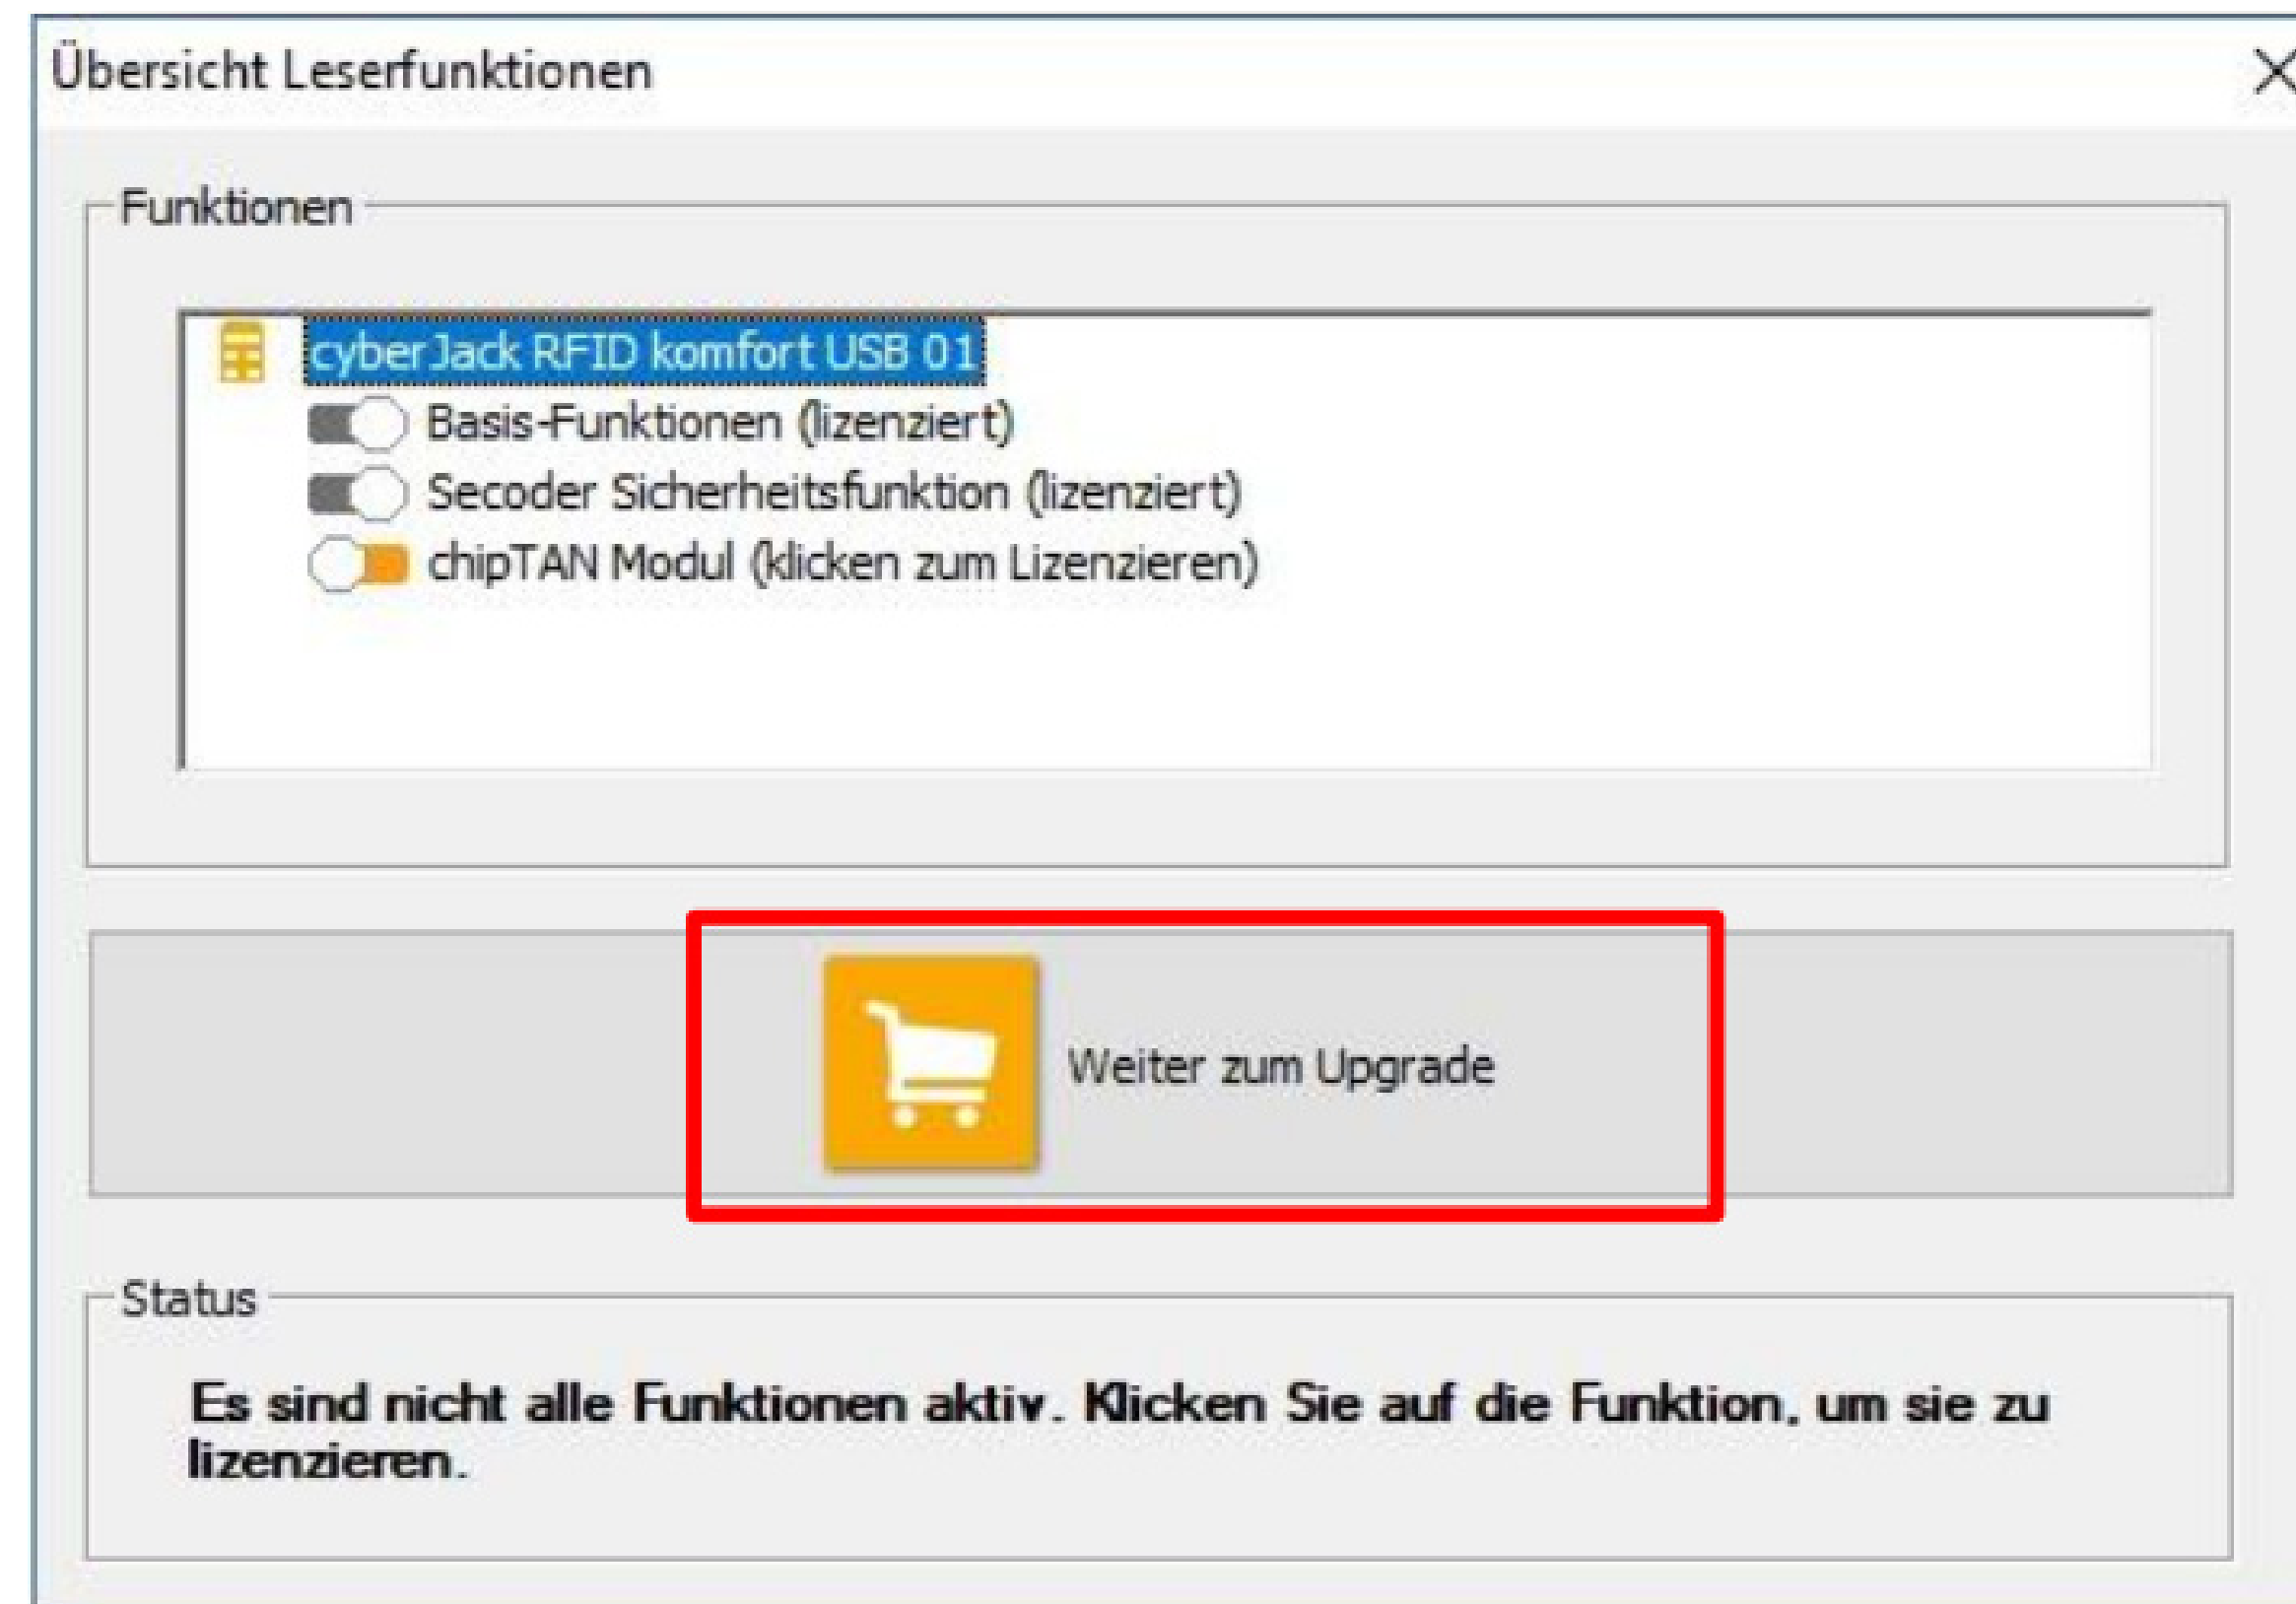 Übersicht Leserfunktionen
Funktionen
cyberJack RFID komfort USB 01
Basis-Funktionen (lizenziert)
Secoder Sicherheitsfunktion (lizenziert)
chipTAN Modul (klicken zum Lizenzieren)
Weiter zum Upgrade
Status
Es sind nicht alle Funktionen aktiv. Klicken Sie auf die Funktion, um sie zu
lizenzieren.